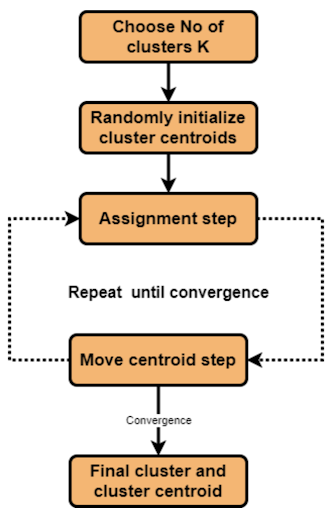 Choose No of
clusters K
Randomly initialize
cluster centroids
Assignment step
Repeat until convergence
Move centroid step
Convergence
Final cluster and
cluster centroid